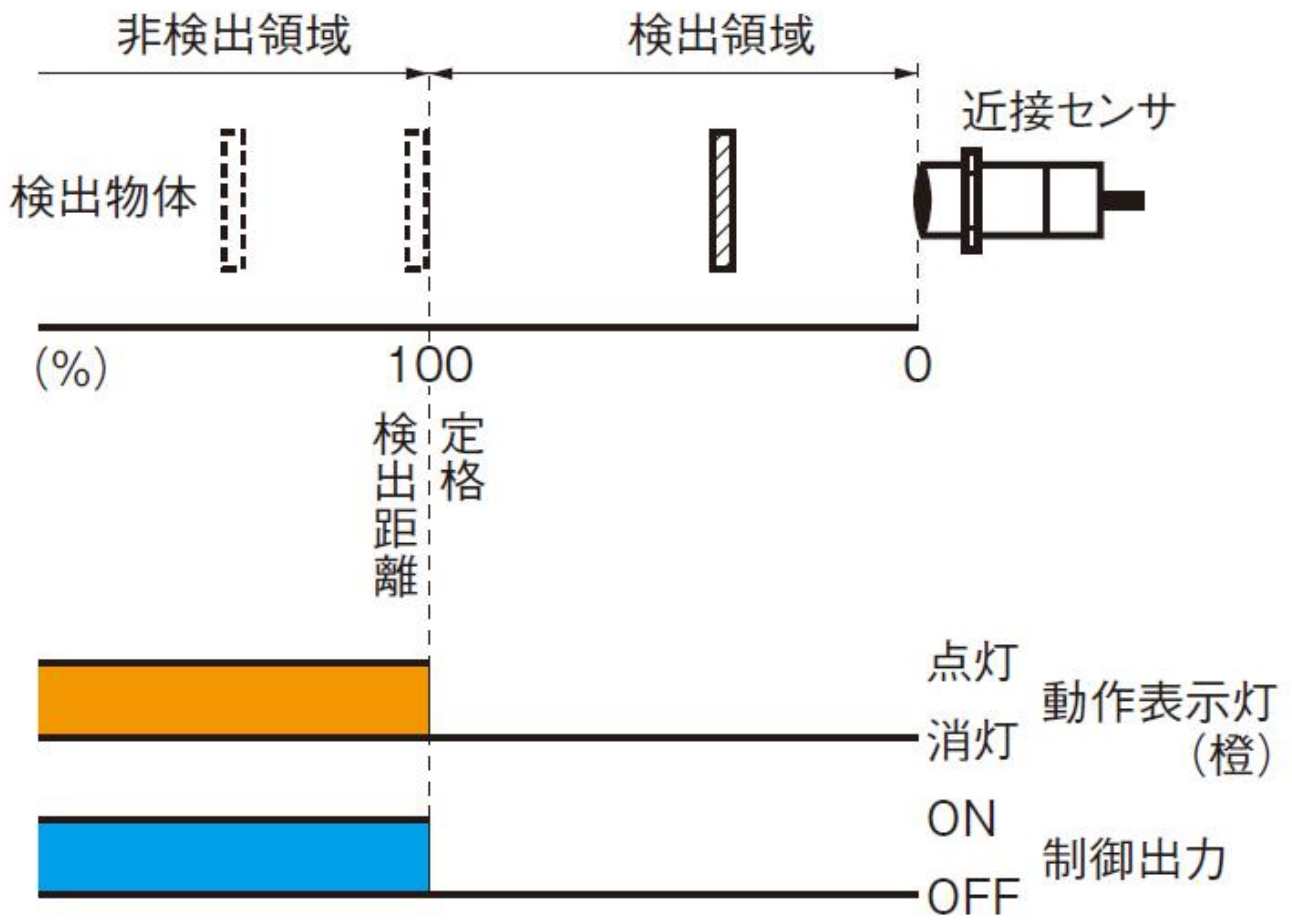 非検出領域
検出領域
近接センサ
検出物体
(%)
100
0
定格
検出距離
点灯
消灯
動作表示灯
(橙)
ON
OFF
制御出力